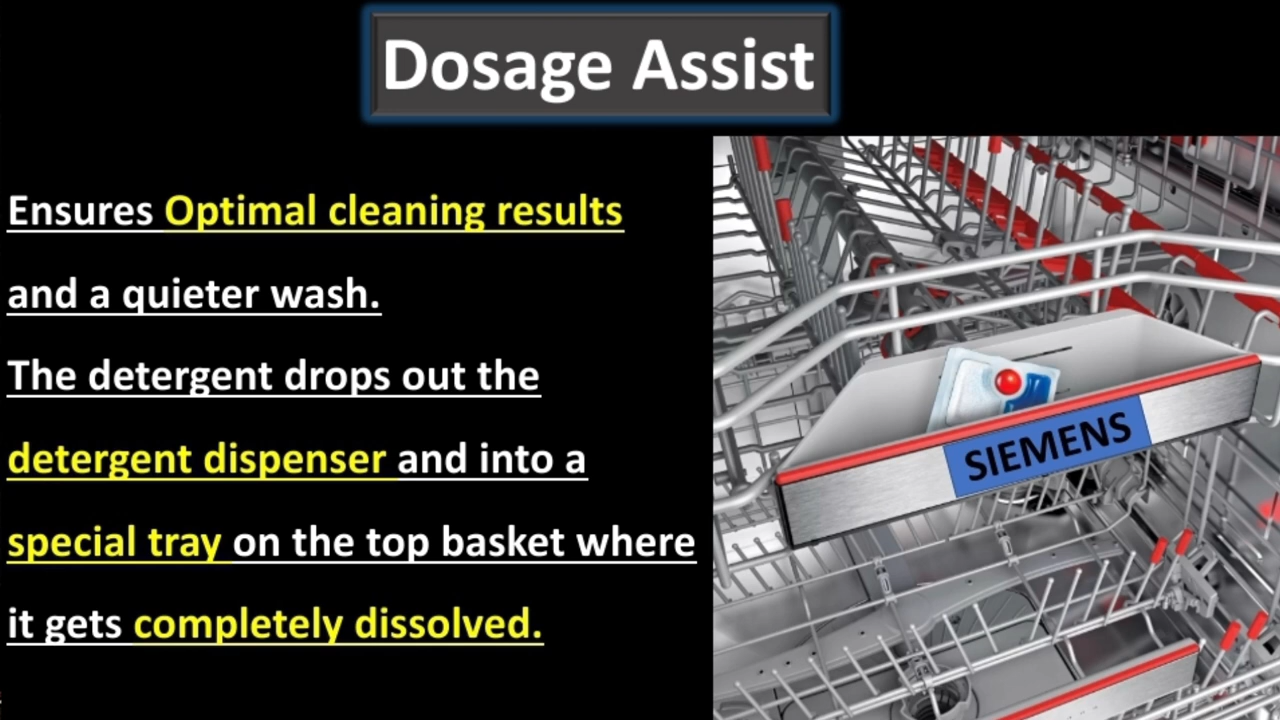 Dosage Assist
Ensures Optimal cleaning results
and a quieter wash.
The detergent drops out the
detergent dispenser and into a
special tray on the top basket where
it gets completely dissolved.
SIEMENS